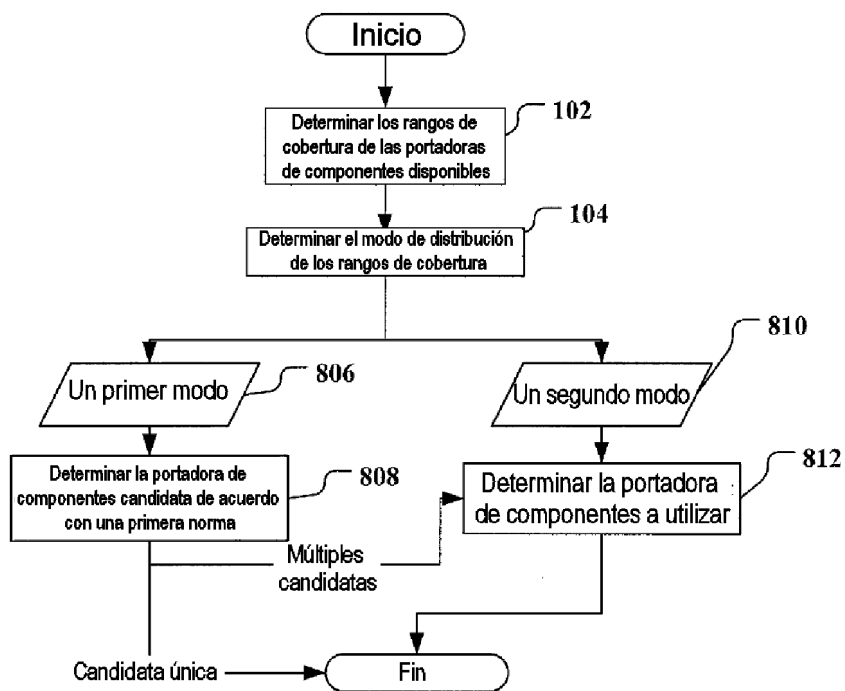 Inicio
102
Determinar los rangos de
cobertura de las portadoras
de componentes disponibles
104
Determinar el modo de distribución
de los rangos de cobertura
810
Un primer modo
806
Un segundo modo
Determinar la portadora de
componentes candidata de acuerdo
con una primera norma
808
Determinar la portadora
de componentes a utilizar
812
Múltiples
candidatas
Candidata única
Fin